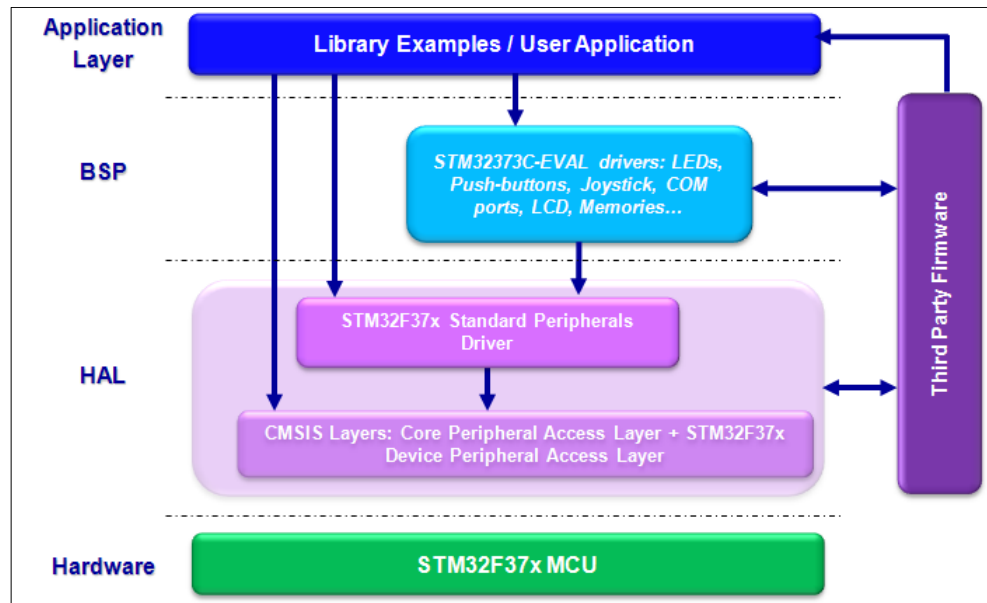 Application
Layer
Library Examples / User Application
BSP
STM32373C-EVAL drivers: LEDs,
Push-buttons, Joystick, COM
ports, LCD, Memories…
Third Party Firmware
HAL
STM32F37x Standard Peripherals
Driver
CMSIS Layers: Core Peripheral Access Layer + STM32F37x
Device Peripheral Access Layer
Hardware
STM32F37x MCU